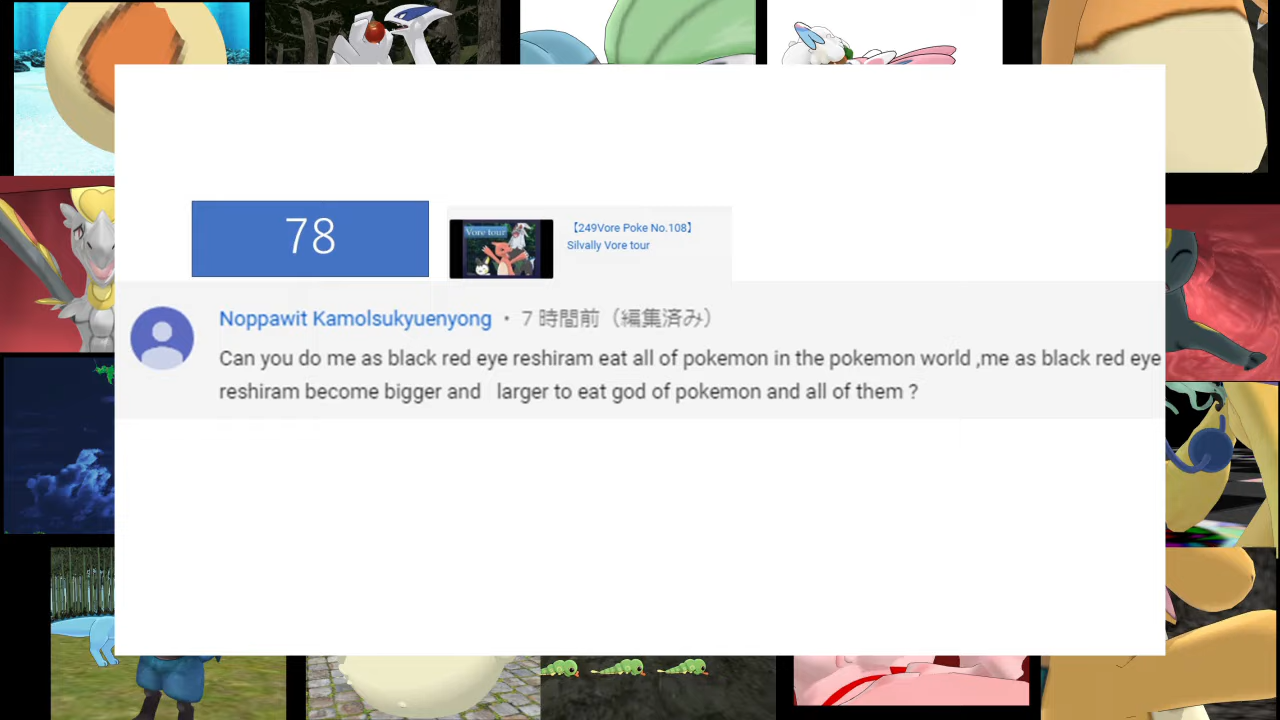 78
Vore tour
【249Vore Poke No.108】
Silvally Vore tour
Noppawit Kamolsukyuenyong • 7 時間前（編集済み）
Can you do me as black red eye reshiram eat all of pokemon in the pokemon world ,me as black red eye
reshiram become bigger and larger to eat god of pokemon and all of them ?